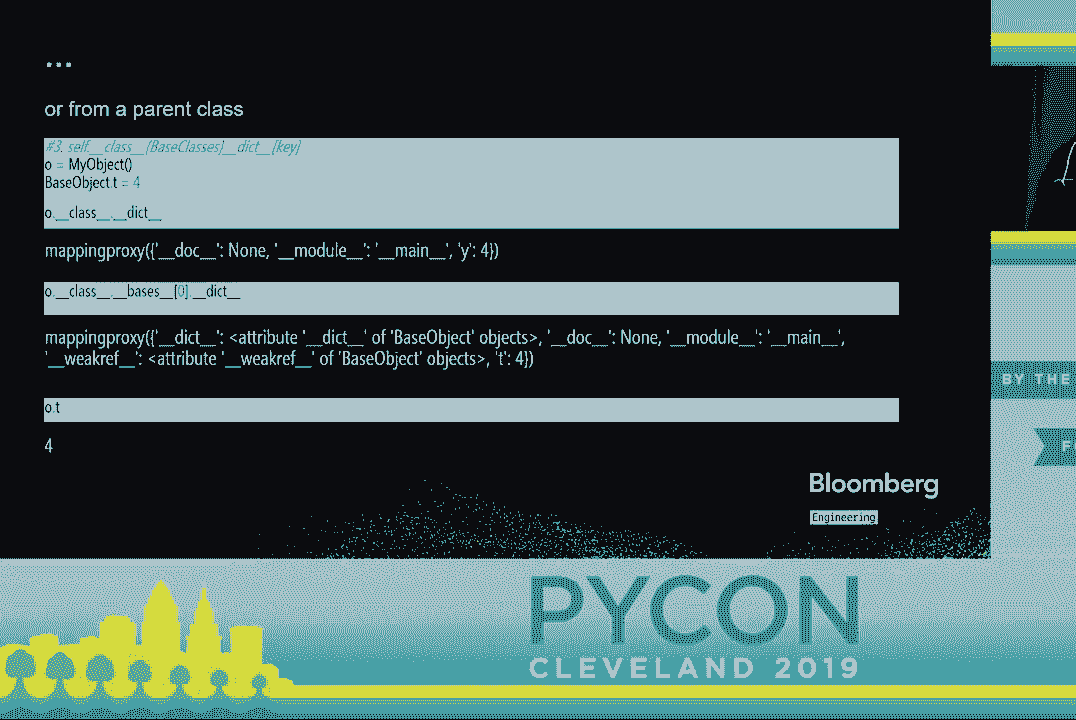 ...
or from a parent class
#3. self.__class__(BaseClasses)__dict__[key]
o = MyObject()
BaseObject.t = 4
o.__class__.__dict__
mappingproxy({'__doc__': None, '__module__': '__main__', 'y': 4})
o.__class__.__bases__[0].__dict__
mappingproxy({'__dict__': <attribute '__dict__' of 'BaseObject' objects>, '__doc__': None, '__module__': '__main__',
'__weakref__': <attribute '__weakref__' of 'BaseObject' objects>, 't': 4})
o.t
4
Bloomberg
Engineering
BY THE
PYCON
CLEVELAND 2019